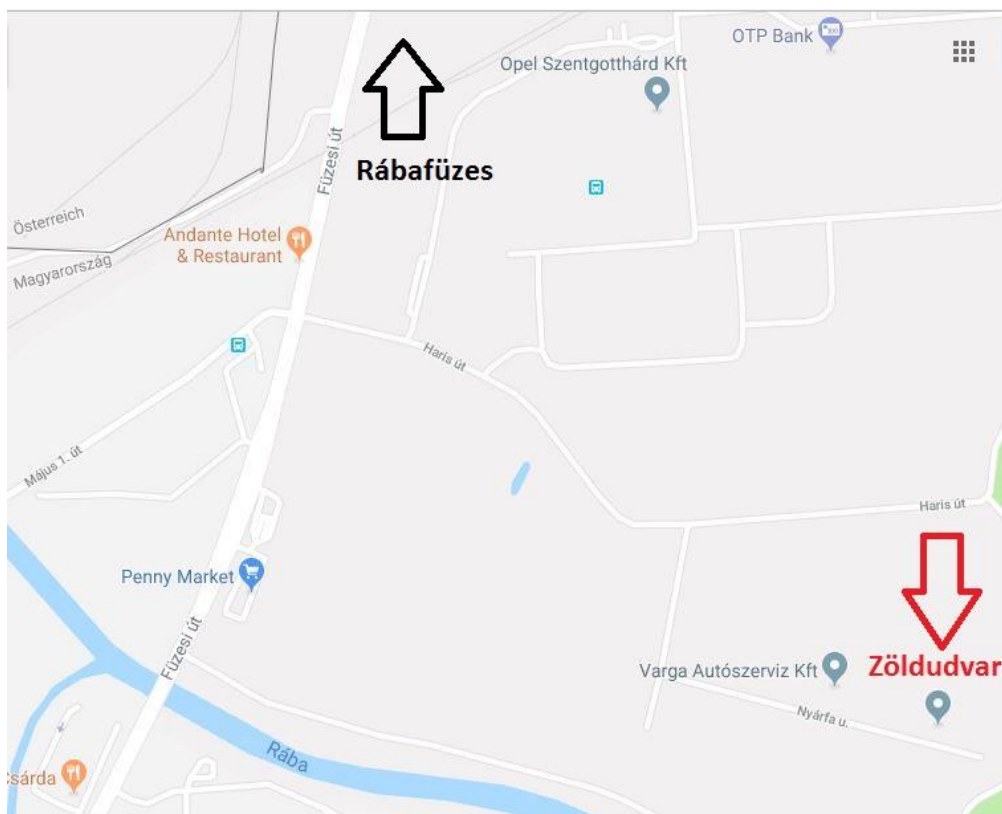 OTP Bank
Opel Szentgotthárd Kft
Rábafüzes
Füzesi út
Österreich
Magyarország
Andante Hotel
& Restaurant
Haris út
Május 1. út
Haris út
Penny Market
Füzesi út
Varga Autószerviz Kft
Zöldudvar
Nyárfa u.
Rába
Csárda